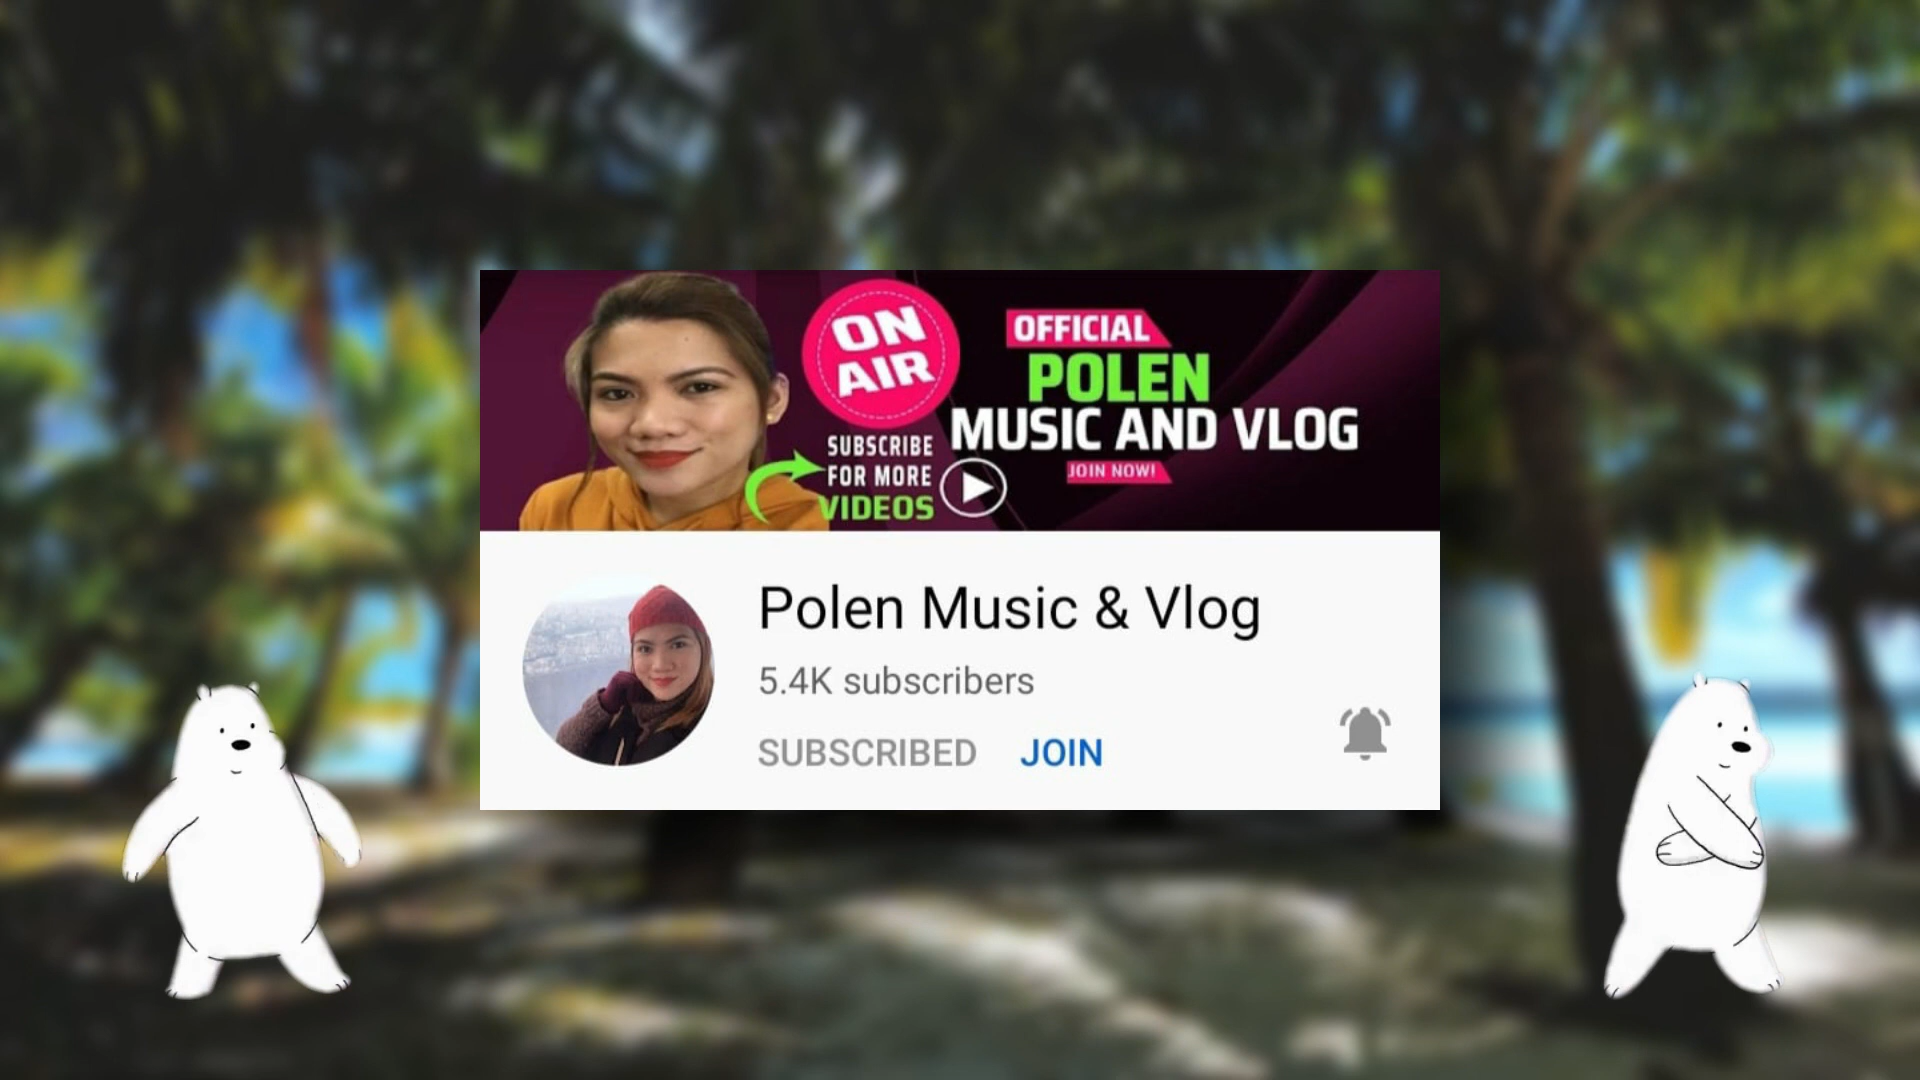 ON
AIR
SUBSCRIBE
FOR MORE
VIDEOS
OFFICIAL
POLEN
MUSIC AND VLOG
JOIN NOW!
Polen Music & Vlog
5.4K subscribers
SUBSCRIBED JOIN